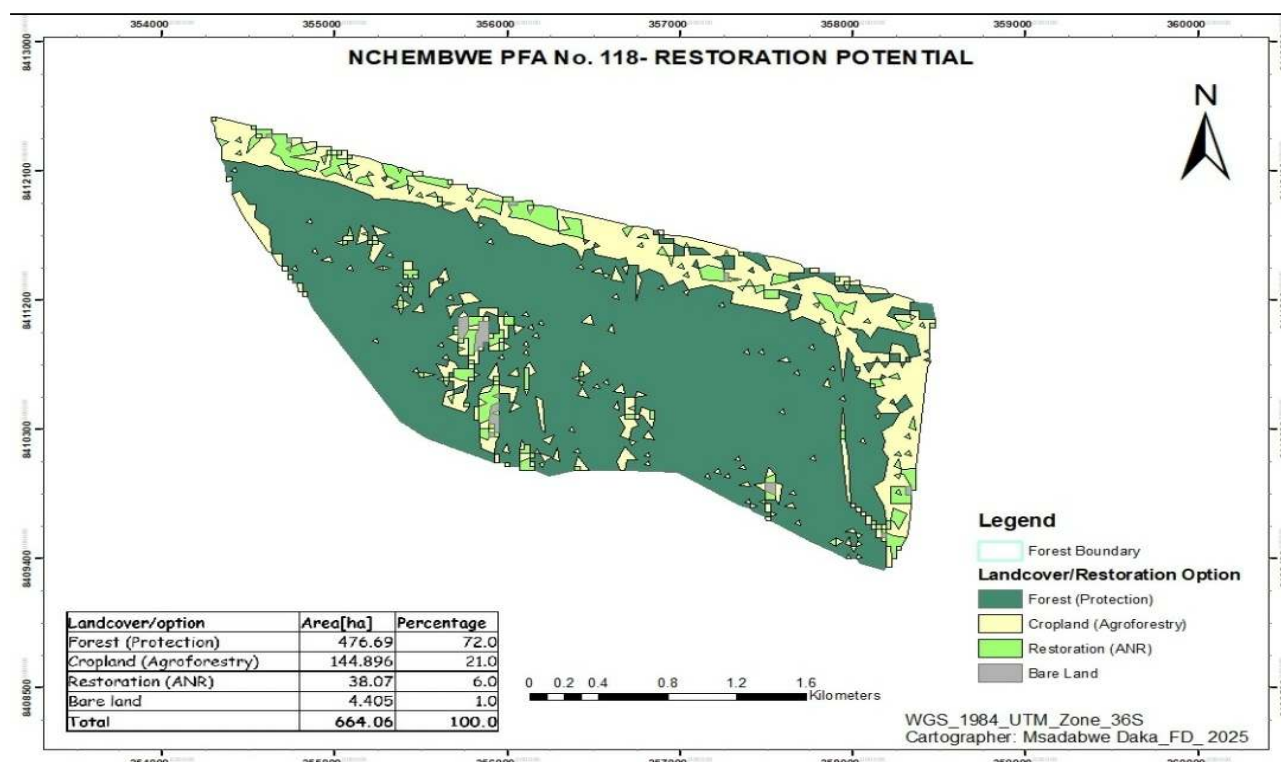 354000 355000 356000 357000 358000 359000 360000
NCHEMBWE PFA No. 118- RESTORATION POTENTIAL
N
8413000
8412100
8411200
8410300
8409400
8408500
Legend
Forest Boundary
Landcover/Restoration Option
Forest (Protection)
Cropland (Agroforestry)
Restoration (ANR)
Bare Land
Landcover/option Area[ha] Percentage
Forest (Protection) 476.69 72.0
Cropland (Agroforestry) 144.896 21.0
Restoration (ANR) 38.07 6.0
Bare land 4.405 1.0
Total 664.06 100.0
0 0.2 0.4 0.8 1.2 1.6
Kilometers
WGS_1984_UTM_Zone_36S
Cartographer: Msadabwe Daka_FD_ 2025